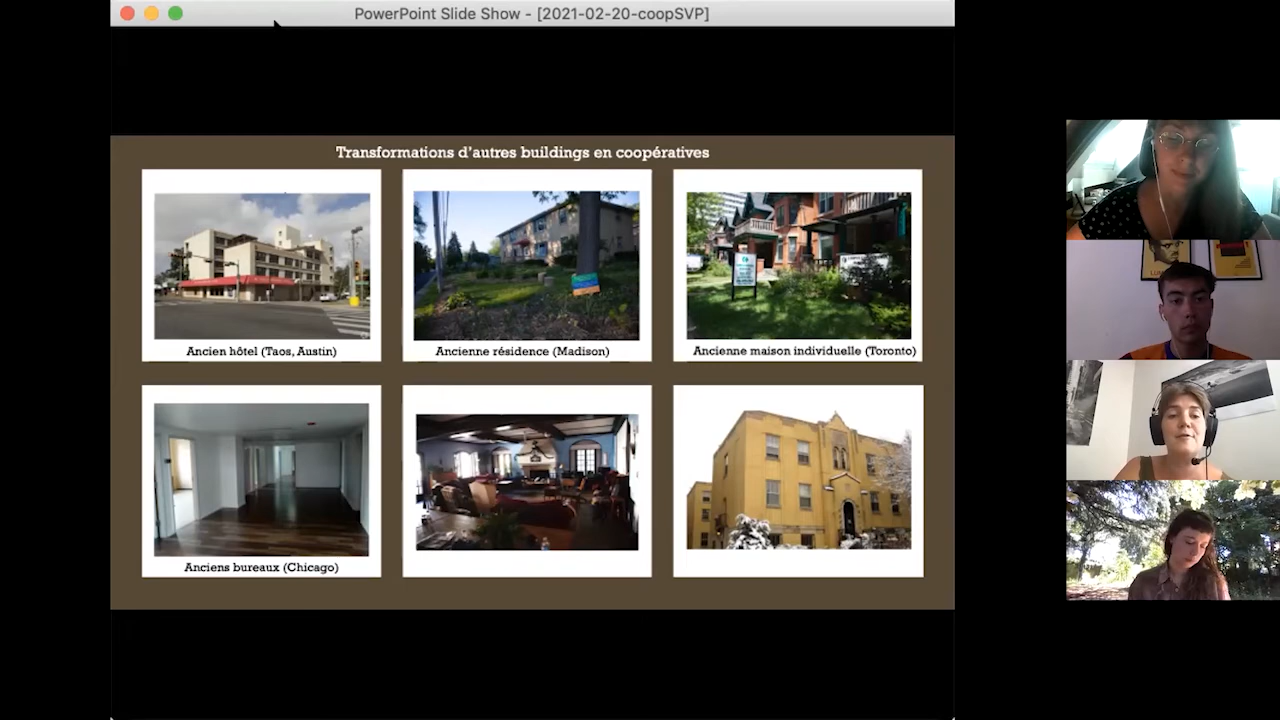 PowerPoint Slide Show - [2021-02-20-coopSVP]
Transformations d'autres buildings en coopératives
Ancien hôtel (Taos, Austin)
Ancienne résidence (Madison)
Ancienne maison individuelle (Toronto)
Anciens bureaux (Chicago)